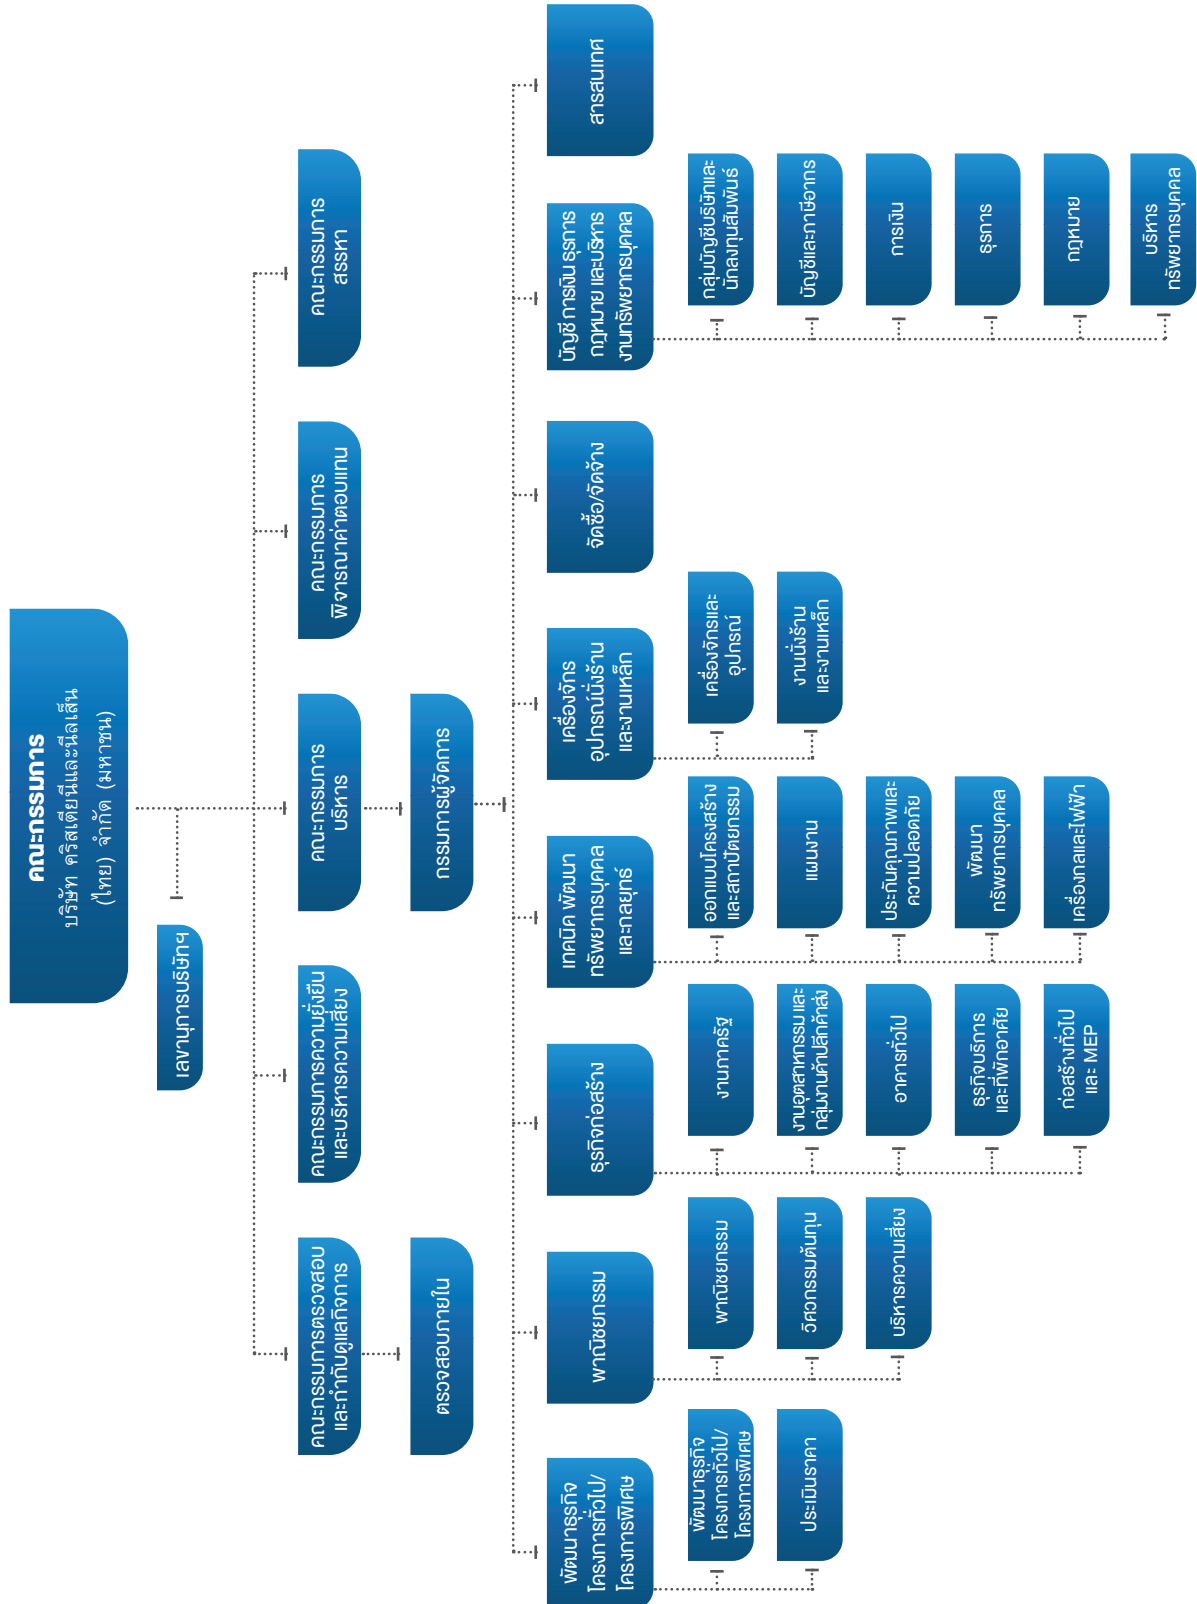 คณะกรรมการ
บริษัท คริสเตียนีและนีลเส็น
(ไทย) จำกัด (มหาชน)
เลขานุการบริษัทฯ
คณะกรรมการตรวจสอบ
และกำกับดูแลกิจการ
คณะกรรมการความยั่งยืน
และบริหารความเสี่ยง
คณะกรรมการ
บริหาร
คณะกรรมการ
พิจารณาค่าตอบแทน
คณะกรรมการ
สรรหา
ตรวจสอบภายใน
กรรมการผู้จัดการ
พัฒนาธุรกิจ
โครงการทั่วไป/
โครงการพิเศษ
พาณิชยกรรม
ธุรกิจก่อสร้าง
เทคนิค พัฒนา
ทรัพยากรบุคคล
และกลยุทธ์
เครื่องจักร
อุปกรณ์นั่งร้าน
และงานเหล็ก
จัดซื้อ/จัดจ้าง
บัญชี การเงิน ธุรการ
กฎหมาย และบริหาร
งานทรัพยากรบุคคล
สารสนเทศ
พัฒนาธุรกิจ
โครงการทั่วไป/
โครงการพิเศษ
ประเมินราคา
พาณิชยกรรม
วิศวกรรมต้นทุน
บริหารความเสี่ยง
งานภาครัฐ
งานอุตสาหกรรม และ
กลุ่มงานค้าปลีกค้าส่ง
อาคารทั่วไป
ธุรกิจบริการ
และที่พักอาศัย
ก่อสร้างทั่วไป
และ MEP
ออกแบบโครงสร้าง
และสถาปัตยกรรม
แผนงาน
ประกันคุณภาพและ
ความปลอดภัย
พัฒนา
ทรัพยากรบุคคล
เครื่องกลและไฟฟ้า
เครื่องจักรและ
อุปกรณ์
งานนั่งร้าน
และงานเหล็ก
กลุ่มบัญชีบริษัทและ
นักลงทุนสัมพันธ์
บัญชีและภาษีอากร
การเงิน
ธุรการ
กฎหมาย
บริหาร
ทรัพยากรบุคคล